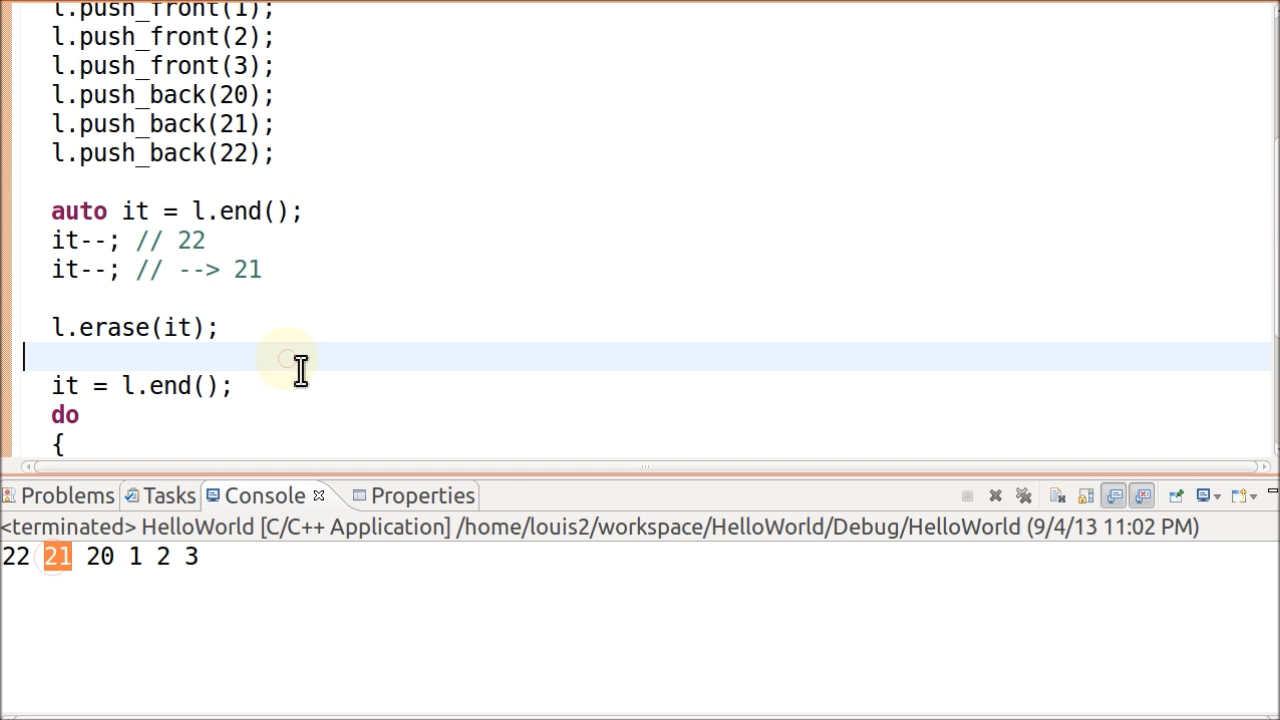 l.push_front(1);
l.push_front(2);
l.push_front(3);
l.push_back(20);
l.push_back(21);
l.push_back(22);
auto it = l.end();
it--; // 22
it--; // --> 21
l.erase(it);
it = l.end();
do
{
Problems Tasks Console Properties
<terminated> HelloWorld [C/C++ Application] /home/louis2/workspace/HelloWorld/Debug/HelloWorld (9/4/13 11:02 PM)
22 21 20 1 2 3